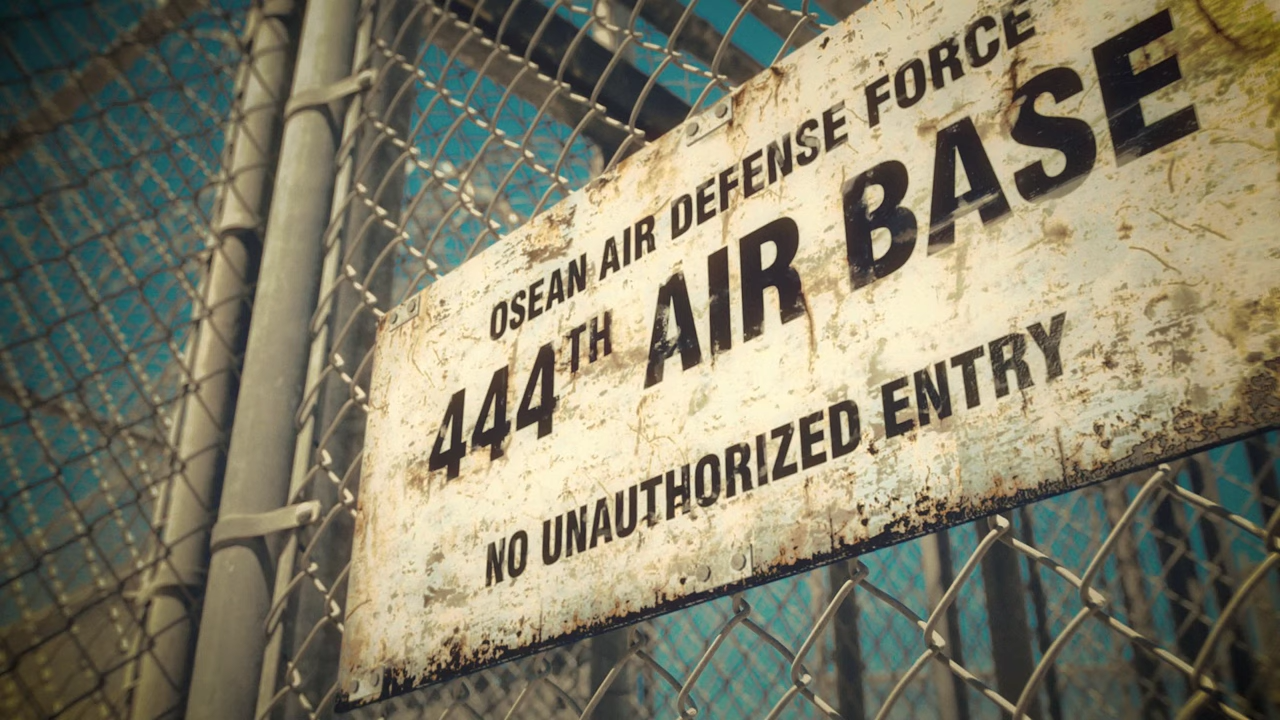 OSEAN AIR DEFENSE FORCE
444TH AIR BASE
NO UNAUTHORIZED ENTRY